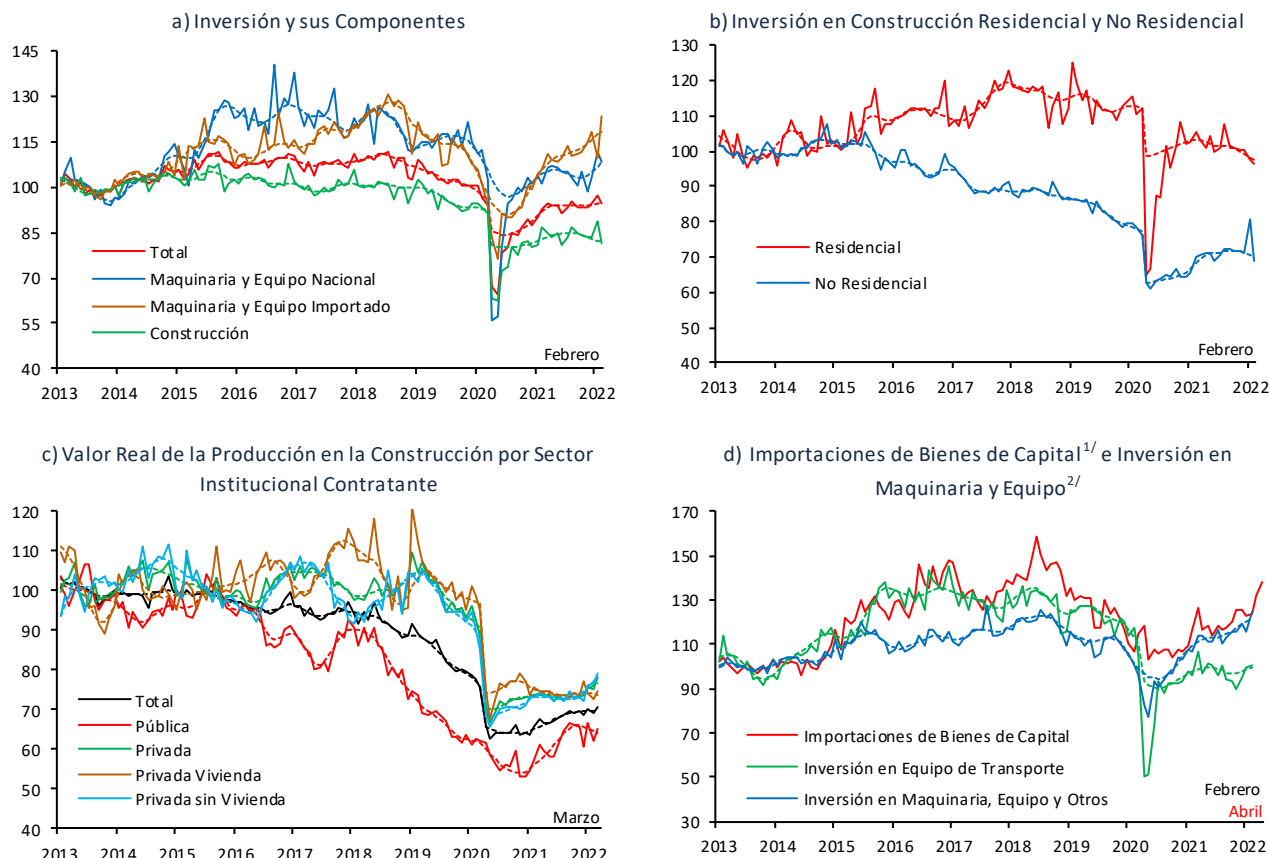 a) Inversión y sus Componentes
145
130
115
100
85
70
55
40
Total
Maquinaria y Equipo Nacional
Maquinaria y Equipo Importado
Construcción
Febrero
2013 2014 2015 2016 2017 2018 2019 2020 2021 2022
b) Inversión en Construcción Residencial y No Residencial
130
120
110
100
90
80
70
60
50
40
Residencial
No Residencial
Febrero
2013 2014 2015 2016 2017 2018 2019 2020 2021 2022
c) Valor Real de la Producción en la Construcción por Sector
Institucional Contratante
120
110
100
90
80
70
60
50
40
Total
Pública
Privada
Privada Vivienda
Privada sin Vivienda
Marzo
2013 2014 2015 2016 2017 2018 2019 2020 2021 2022
d) Importaciones de Bienes de Capital1/ e Inversión en
Maquinaria y Equipo2/
170
150
130
110
90
70
50
30
Importaciones de Bienes de Capital
Inversión en Equipo de Transporte
Inversión en Maquinaria, Equipo y Otros
Febrero
Abril
2013 2014 2015 2016 2017 2018 2019 2020 2021 2022